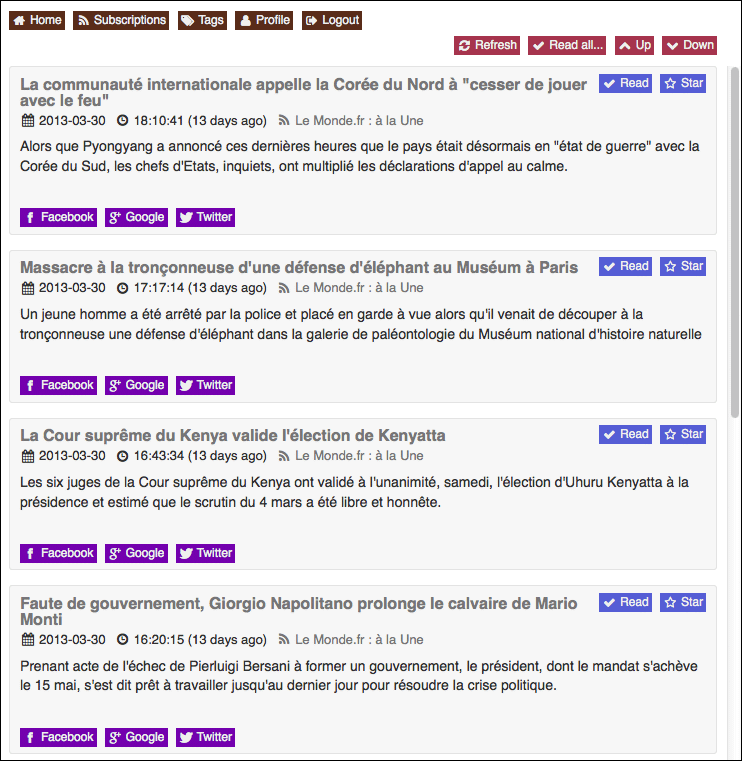 Home Subscriptions Tags Profile Logout
Refresh Read all... Up Down
La communauté internationale appelle la Corée du Nord à "cesser de jouer
avec le feu"
Read Star
2013-03-30 18:10:41 (13 days ago) Le Monde.fr : à la Une
Alors que Pyongyang a annoncé ces dernières heures que le pays était désormais en "état de guerre" avec la
Corée du Sud, les chefs d'Etats, inquiets, ont multiplié les déclarations d'appel au calme.
Facebook Google Twitter
Massacre à la tronçonneuse d'une défense d'éléphant au Muséum à Paris
Read Star
2013-03-30 17:17:14 (13 days ago) Le Monde.fr : à la Une
Un jeune homme a été arrêté par la police et placé en garde à vue alors qu'il venait de découper à la
tronçonneuse une défense d'éléphant dans la galerie de paléontologie du Muséum national d'histoire naturelle
Facebook Google Twitter
La Cour suprême du Kenya valide l'élection de Kenyatta
Read Star
2013-03-30 16:43:34 (13 days ago) Le Monde.fr : à la Une
Les six juges de la Cour suprême du Kenya ont validé à l'unanimité, samedi, l'élection d'Uhuru Kenyatta à la
présidence et estimé que le scrutin du 4 mars a été libre et honnête.
Facebook Google Twitter
Faute de gouvernement, Giorgio Napolitano prolonge le calvaire de Mario
Monti
Read Star
2013-03-30 16:20:15 (13 days ago) Le Monde.fr : à la Une
Prenant acte de l'échec de Pierluigi Bersani à former un gouvernement, le président, dont le mandat s'achève
le 15 mai, s'est dit prêt à travailler jusqu'au dernier jour pour résoudre la crise politique.
Facebook Google Twitter